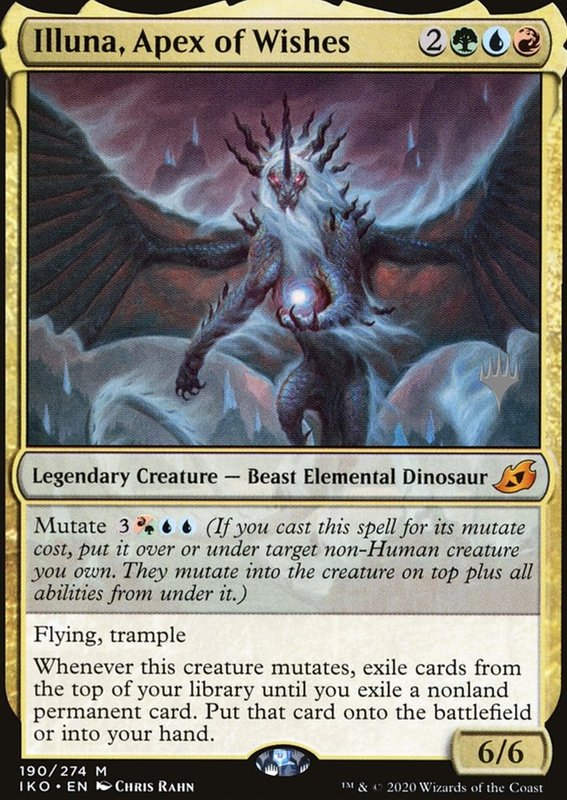 Illuna, Apex of Wishes 2
Legendary Creature — Beast Elemental Dinosaur
Mutate 3 (If you cast this spell for its mutate
cost, put it over or under target non-Human creature
you own. They mutate into the creature on top plus all
abilities from under it.)
Flying, trample
Whenever this creature mutates, exile cards from
the top of your library until you exile a nonland
permanent card. Put that card onto the battlefield
or into your hand.
6/6
190/274 M
IKO • EN Chris Rahn
™ & © 2020 Wizards of the Coast